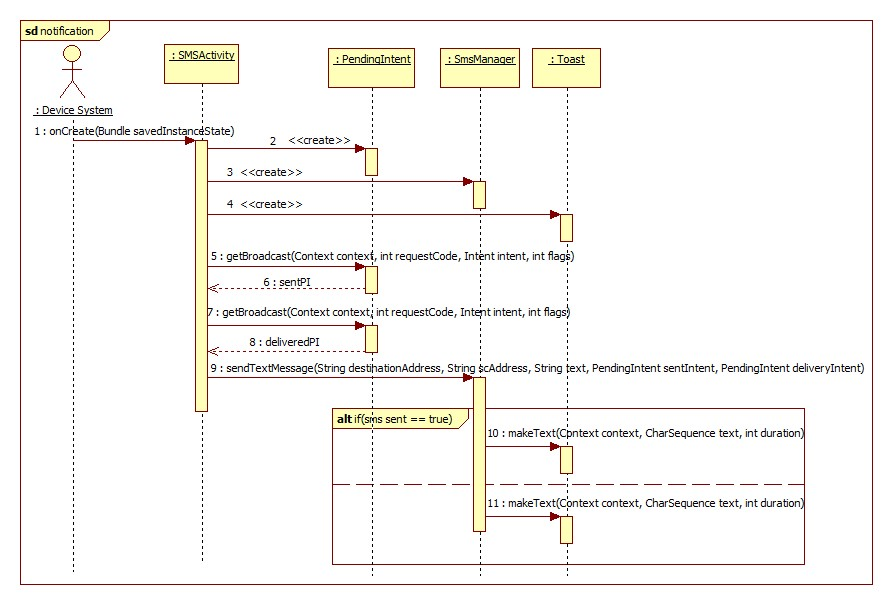 sd notification
: SMSActivity
: PendingIntent
: SmsManager
: Toast
: Device System
1 : onCreate(Bundle savedInstanceState)
2 <<create>>
3 <<create>>
4 <<create>>
5 : getBroadcast(Context context, int requestCode, Intent intent, int flags)
6 : sentPI
7 : getBroadcast(Context context, int requestCode, Intent intent, int flags)
8 : deliveredPI
9 : sendTextMessage(String destinationAddress, String scAddress, String text, PendingIntent sentIntent, PendingIntent deliveryIntent)
alt if(sms sent == true)
10 : makeText(Context context, CharSequence text, int duration)
11 : makeText(Context context, CharSequence text, int duration)